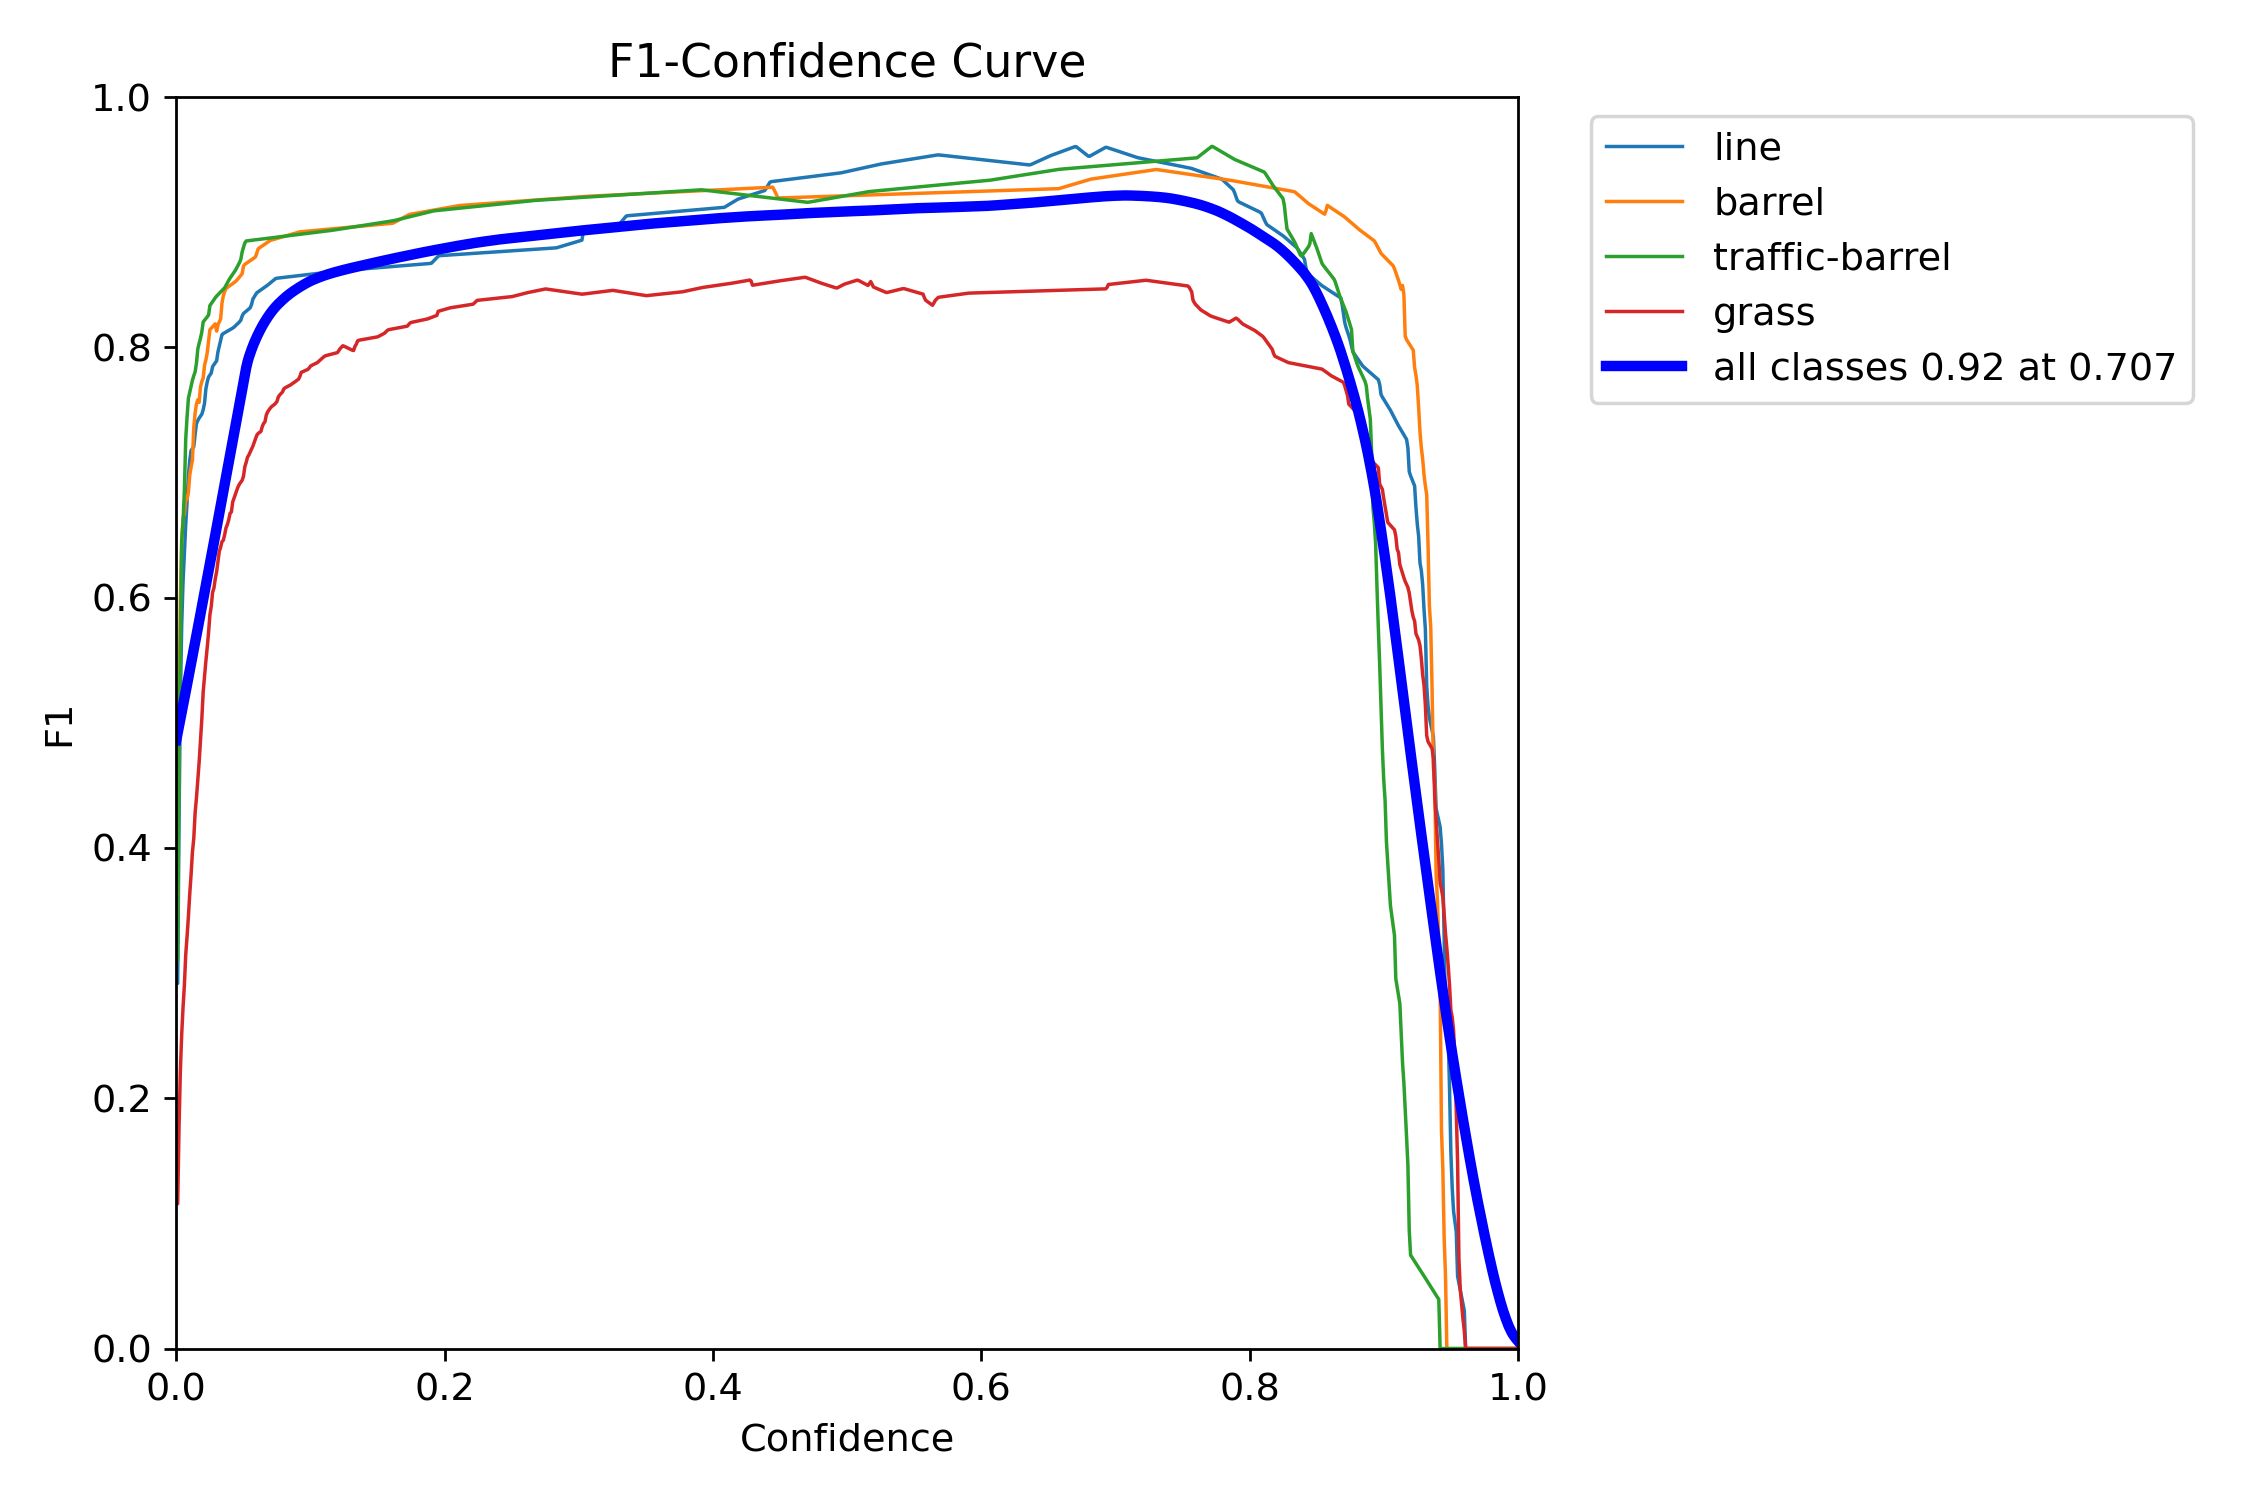 F1-Confidence Curve
1.0
0.8
0.6
0.4
0.2
0.0
F1
0.0 0.2 0.4 0.6 0.8 1.0
Confidence
line
barrel
traffic-barrel
grass
all classes 0.92 at 0.707